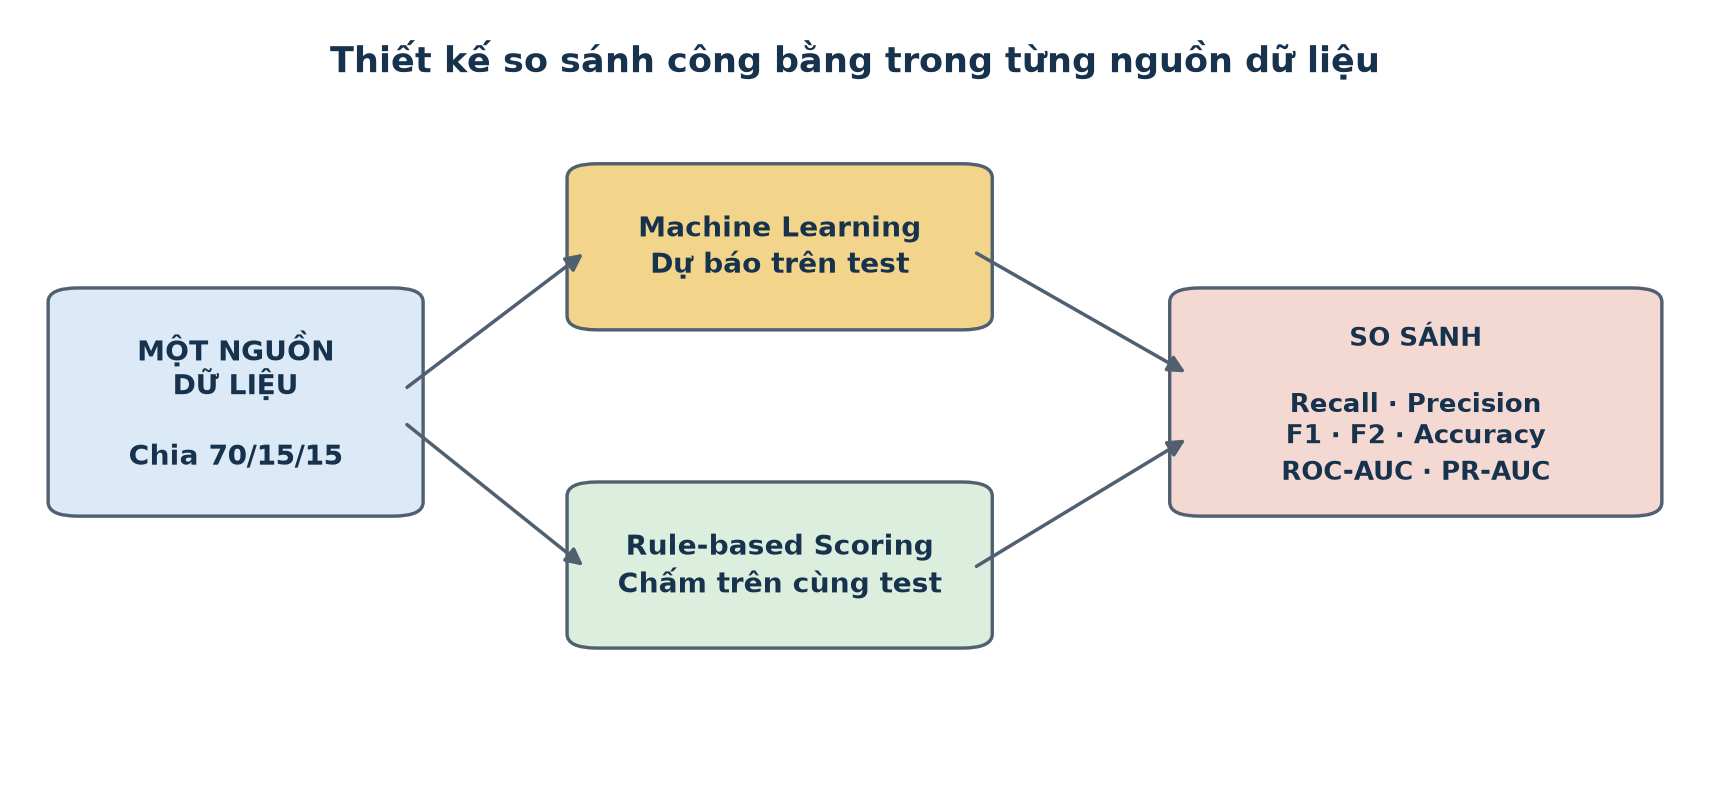 Thiết kế so sánh công bằng trong từng nguồn dữ liệu
MỘT NGUỒN
DỮ LIỆU
Chia 70/15/15
Machine Learning
Dự báo trên test
Rule-based Scoring
Chấm trên cùng test
SO SÁNH
Recall · Precision
F1 · F2 · Accuracy
ROC-AUC · PR-AUC